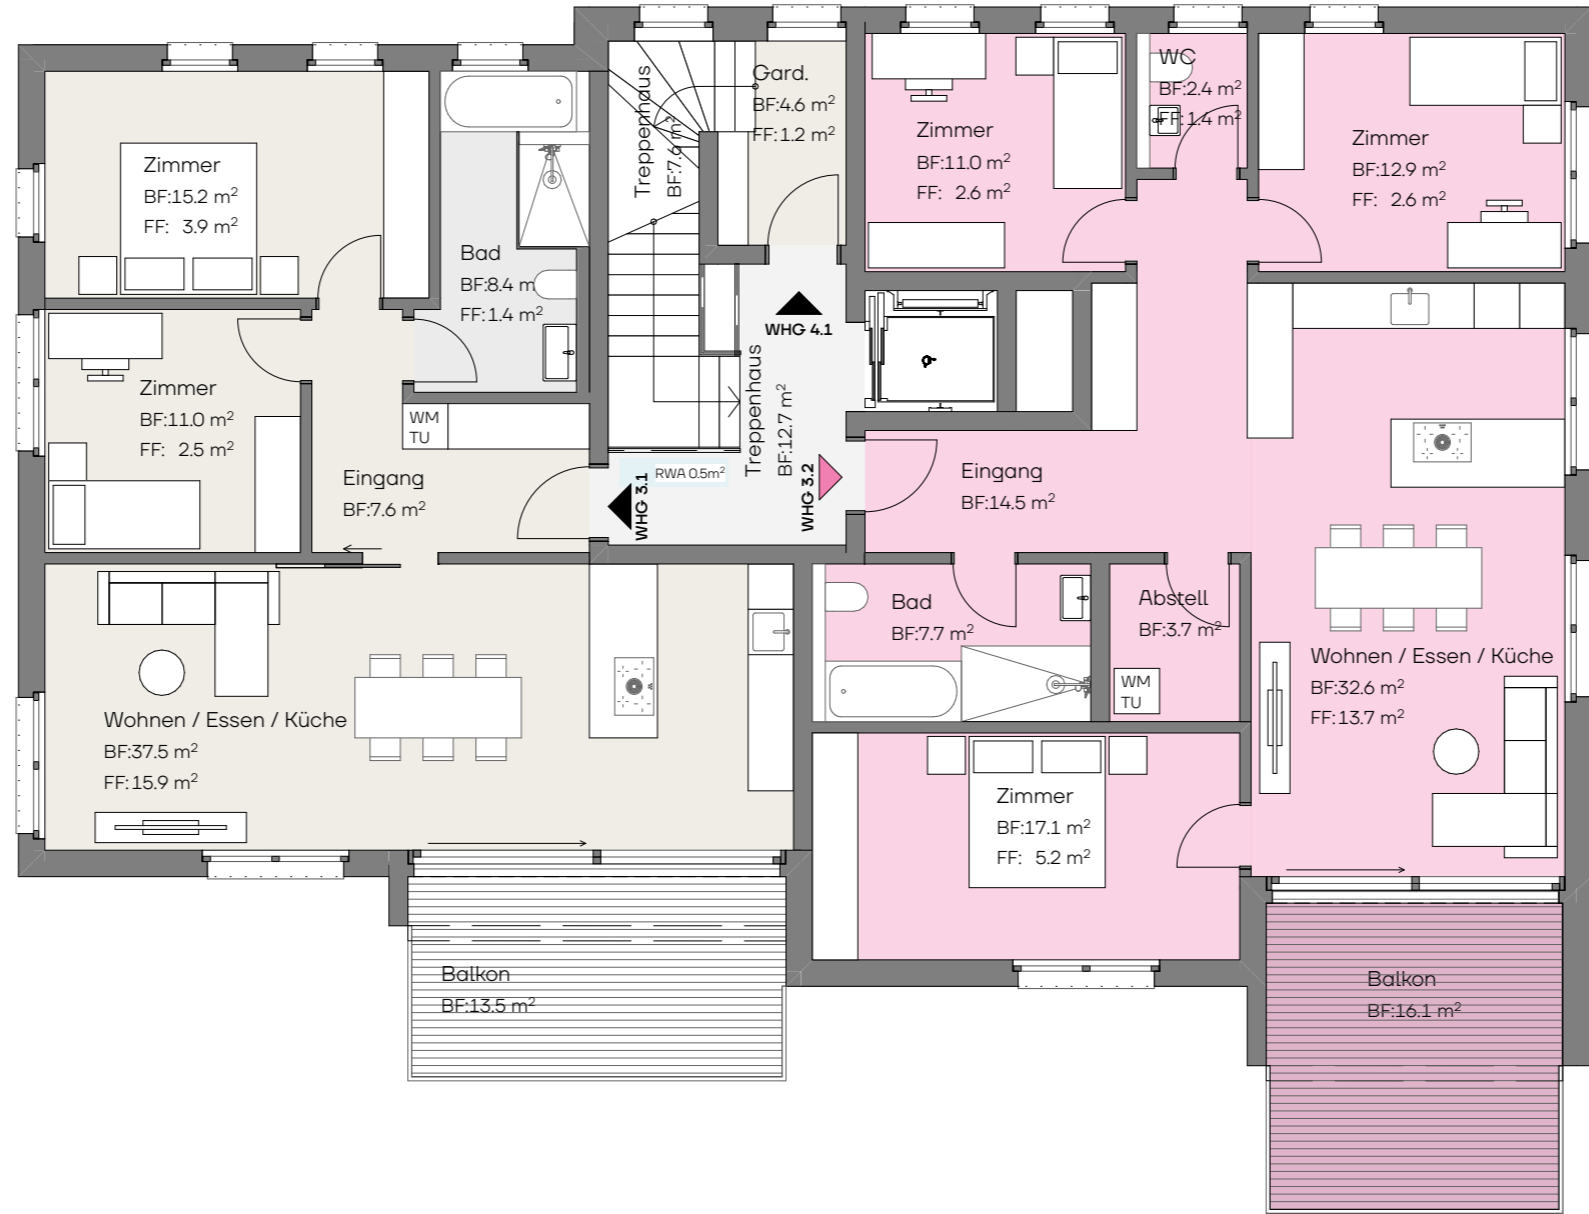 Zimmer
BF:15.2 m²
FF: 3.9 m²
Bad
BF:8.4 m
FF:1.4 m²
Treppenhaus
BF:7.6 m²
Gard.
BF:4.6 m²
FF:1.2 m²
Zimmer
BF:11.0 m²
FF: 2.6 m²
WC
BF:2.4 m²
FF:1.4 m²
Zimmer
BF:12.9 m²
FF: 2.6 m²
WHG 4.1
Zimmer
BF:11.0 m²
FF: 2.5 m²
WM
TU
Eingang
BF:7.6 m²
Treppenhaus
BF:12.7 m²
RWA 0.5m²
WHG 3.1
WHG 3.2
Eingang
BF:14.5 m²
Bad
BF:7.7 m²
Abstell
BF:3.7 m²
WM
TU
Wohnen / Essen / Küche
BF:32.6 m²
FF:13.7 m²
Wohnen / Essen / Küche
BF:37.5 m²
FF:15.9 m²
Zimmer
BF:17.1 m²
FF: 5.2 m²
Balkon
BF:13.5 m²
Balkon
BF:16.1 m²